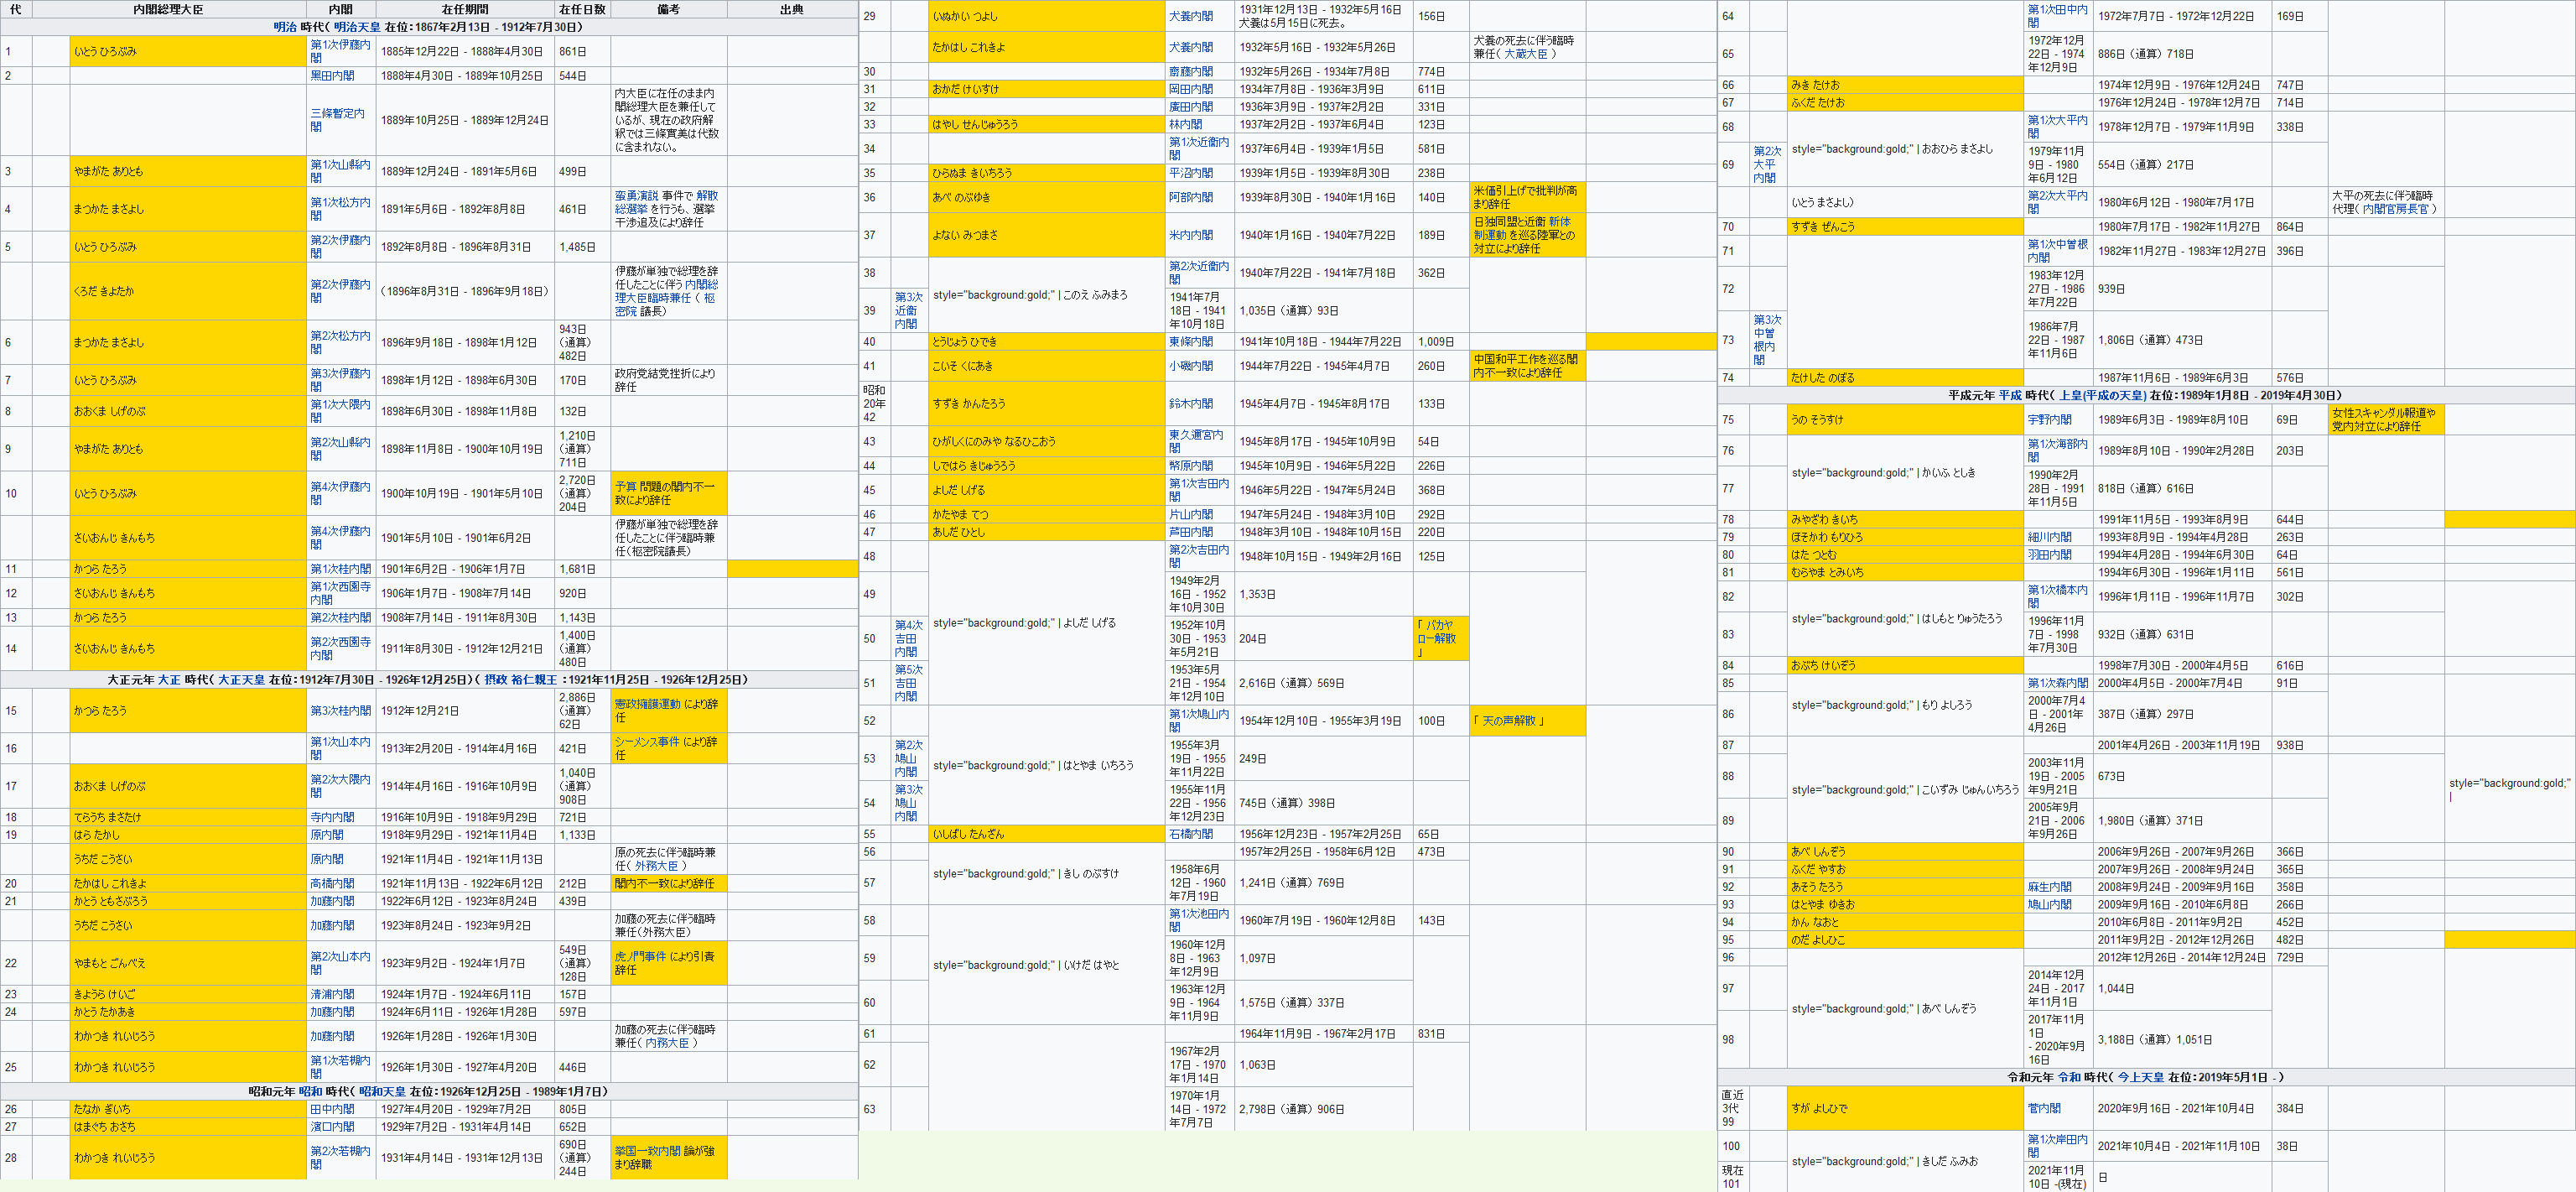 代 内閣総理大臣 内閣 在任期間 在任日数 備考 出典
明治 時代( 明治天皇 在位：1867年2月13日 - 1912年7月30日)
1 いとう ひろぶみ 第1次伊藤内閣 1885年12月22日 - 1888年4月30日 861日
2 黑田内閣 1888年4月30日 - 1889年10月25日 544日
三條暫定内閣 1889年10月25日 - 1889年12月24日 内大臣に在任のまま内閣総理大臣を兼任しているが、現在の政府解釈では三條實美は代数に含まれない。
3 やまがた ありとも 第1次山縣内閣 1889年12月24日 - 1891年5月6日 499日
4 まつかた まさよし 第1次松方内閣 1891年5月6日 - 1892年8月8日 461日 蛮勇演説 事件で 解散総選挙 を行うも、選挙干渉追及により辞任
5 いとう ひろぶみ 第2次伊藤内閣 1892年8月8日 - 1896年8月31日 1,485日
くろだ きよたか 第2次伊藤内閣 （1896年8月31日 - 1896年9月18日） 伊藤が単独で総理を辞任したことに伴う 内閣総理大臣臨時兼任 ( 枢密院 議長)
6 まつかた まさよし 第2次松方内閣 1896年9月18日 - 1898年1月12日 943日（通算）482日
7 いとう ひろぶみ 第3次伊藤内閣 1898年1月12日 - 1898年6月30日 170日 政府党結党挫折により辞任
8 おおくま しげのぶ 第1次大隈内閣 1898年6月30日 - 1898年11月8日 132日
9 やまがた ありとも 第2次山縣内閣 1898年11月8日 - 1900年10月19日 1,210日（通算）711日
10 いとう ひろぶみ 第4次伊藤内閣 1900年10月19日 - 1901年5月10日 2,720日（通算）204日 予算 問題の閣内不一致により辞任
さいおんじ きんもち 第4次伊藤内閣 1901年5月10日 - 1901年6月2日 伊藤が単独で総理を辞任したことに伴う臨時兼任(枢密院議長)
11 かつら たろう 第1次桂内閣 1901年6月2日 - 1906年1月7日 1,681日
12 さいおんじ きんもち 第1次西園寺内閣 1906年1月7日 - 1908年7月14日 920日
13 かつら たろう 第2次桂内閣 1908年7月14日 - 1911年8月30日 1,143日
14 さいおんじ きんもち 第2次西園寺内閣 1911年8月30日 - 1912年12月21日 1,400日（通算）480日
大正元年 大正 時代( 大正天皇 在位：1912年7月30日 - 1926年12月25日)( 摂政 裕仁親王 ：1921年11月25日 - 1926年12月25日)
15 かつら たろう 第3次桂内閣 1912年12月21日 2,886日（通算）62日 憲政擁護運動 により辞任
16 第1次山本内閣 1913年2月20日 - 1914年4月16日 421日 シーメンス事件 により辞任
17 おおくま しげのぶ 第2次大隈内閣 1914年4月16日 - 1916年10月9日 1,040日（通算）908日
18 てらうち まさたけ 寺内内閣 1916年10月9日 - 1918年9月29日 721日
19 はら たかし 原内閣 1918年9月29日 - 1921年11月4日 1,133日
うちだ こうさい 原内閣 1921年11月4日 - 1921年11月13日 原の死去に伴う臨時兼任( 外務大臣 )
20 たかはし これきよ 高橋内閣 1921年11月13日 - 1922年6月12日 212日 閣内不一致により辞任
21 かとう ともさぶろう 加藤内閣 1922年6月12日 - 1923年8月24日 439日
うちだ こうさい 加藤内閣 1923年8月24日 - 1923年9月2日 加藤の死去に伴う臨時兼任(外務大臣)
22 やまもと ごんべえ 第2次山本内閣 1923年9月2日 - 1924年1月7日 549日（通算）128日 虎ノ門事件 により引責辞任
23 きようら けいご 清浦内閣 1924年1月7日 - 1924年6月11日 157日
24 かとう たかあき 加藤内閣 1924年6月11日 - 1926年1月28日 597日
わかつき れいじろう 加藤内閣 1926年1月28日 - 1926年1月30日 加藤の死去に伴う臨時兼任( 内務大臣 )
25 わかつき れいじろう 第1次若槻内閣 1926年1月30日 - 1927年4月20日 446日
昭和元年 昭和 時代( 昭和天皇 在位：1926年12月25日 - 1989年1月7日)
26 たなか ぎいち 田中内閣 1927年4月20日 - 1929年7月2日 805日
27 はまぐち おさち 濱口内閣 1929年7月2日 - 1931年4月14日 652日
28 わかつき れいじろう 第2次若槻内閣 1931年4月14日 - 1931年12月13日 690日（通算）244日 挙国一致内閣 論が強まり辞職
29 いぬかい つよし 犬養内閣 1931年12月13日 - 1932年5月16日 犬養は5月15日に死去。 156日
たかはし これきよ 犬養内閣 1932年5月16日 - 1932年5月26日 犬養の死去に伴う臨時兼任( 大蔵大臣 )
30 齋藤内閣 1932年5月26日 - 1934年7月8日 774日
31 おかだ けいすけ 岡田内閣 1934年7月8日 - 1936年3月9日 611日
32 廣田内閣 1936年3月9日 - 1937年2月2日 331日
33 はやし せんじゅうろう 林内閣 1937年2月2日 - 1937年6月4日 123日
34 第1次近衞内閣 1937年6月4日 - 1939年1月5日 581日
35 ひらぬま きいちろう 平沼内閣 1939年1月5日 - 1939年8月30日 238日
36 あべ のぶゆき 阿部内閣 1939年8月30日 - 1940年1月16日 140日 米価引上げで批判が高まり辞任
37 よない みつまさ 米内内閣 1940年1月16日 - 1940年7月22日 189日 日独同盟と近衞 新体制運動 を巡る陸軍との対立により辞任
38 style="background:gold;" | このえ ふみまろ 第2次近衞内閣 1940年7月22日 - 1941年7月18日 362日
39 第3次近衞内閣 1941年7月18日 - 1941年10月18日 1,035日（通算）93日
40 とうじょう ひでき 東條内閣 1941年10月18日 - 1944年7月22日 1,009日
41 こいそ くにあき 小磯内閣 1944年7月22日 - 1945年4月7日 260日 中国和平工作を巡る閣内不一致により辞任
昭和20年 42 すずき かんたろう 鈴木内閣 1945年4月7日 - 1945年8月17日 133日
43 ひがしくにのみや なるひこおう 東久邇宮内閣 1945年8月17日 - 1945年10月9日 54日
44 しではら きじゅうろう 幣原内閣 1945年10月9日 - 1946年5月22日 226日
45 よしだ しげる 第1次吉田内閣 1946年5月22日 - 1947年5月24日 368日
46 かたやま てつ 片山内閣 1947年5月24日 - 1948年3月10日 292日
47 あしだ ひとし 芦田内閣 1948年3月10日 - 1948年10月15日 220日
48 style="background:gold;" | よしだ しげる 第2次吉田内閣 1948年10月15日 - 1949年2月16日 125日
49 1949年2月16日 - 1952年10月30日 1,353日
50 第4次吉田内閣 1952年10月30日 - 1953年5月21日 204日 「 バカヤロー解散 」
51 第5次吉田内閣 1953年5月21日 - 1954年12月10日 2,616日（通算）569日
52 style="background:gold;" | はとやま いちろう 第1次鳩山内閣 1954年12月10日 - 1955年3月19日 100日 「 天の声解散 」
53 第2次鳩山内閣 1955年3月19日 - 1955年11月22日 249日
54 第3次鳩山内閣 1955年11月22日 - 1956年12月23日 745日（通算）398日
55 いしばし たんざん 石橋内閣 1956年12月23日 - 1957年2月25日 65日
56 style="background:gold;" | きし のぶすけ 1957年2月25日 - 1958年6月12日 473日
57 1958年6月12日 - 1960年7月19日 1,241日（通算）769日
58 style="background:gold;" | いけだ はやと 第1次池田内閣 1960年7月19日 - 1960年12月8日 143日
59 1960年12月8日 - 1963年12月9日 1,097日
60 1963年12月9日 - 1964年11月9日 1,575日（通算）337日
61 1964年11月9日 - 1967年2月17日 831日
62 1967年2月17日 - 1970年1月14日 1,063日
63 1970年1月14日 - 1972年7月7日 2,798日（通算）906日
64 第1次田中内閣 1972年7月7日 - 1972年12月22日 169日
65 1972年12月22日 - 1974年12月9日 886日（通算）718日
66 みき たけお 1974年12月9日 - 1976年12月24日 747日
67 ふくだ たけお 1976年12月24日 - 1978年12月7日 714日
68 style="background:gold;" | おおひら まさよし 第1次大平内閣 1978年12月7日 - 1979年11月9日 338日
69 第2次大平内閣 1979年11月9日 - 1980年6月12日 554日（通算）217日
(いとう まさよし) 第2次大平内閣 1980年6月12日 - 1980年7月17日 大平の死去に伴う臨時代理( 内閣官房長官 )
70 すずき ぜんこう 1980年7月17日 - 1982年11月27日 864日
71 第1次中曽根内閣 1982年11月27日 - 1983年12月27日 396日
72 1983年12月27日 - 1986年7月22日 939日
73 第3次中曽根内閣 1986年7月22日 - 1987年11月6日 1,806日（通算）473日
74 たけした のぼる 1987年11月6日 - 1989年6月3日 576日
平成元年 平成 時代( 上皇(平成の天皇) 在位：1989年1月8日 - 2019年4月30日)
75 うの そうすけ 宇野内閣 1989年6月3日 - 1989年8月10日 69日 女性スキャンダル報道や党内対立により辞任
76 style="background:gold;" | かいふ としき 第1次海部内閣 1989年8月10日 - 1990年2月28日 203日
77 1990年2月28日 - 1991年11月5日 818日（通算）616日
78 みやざわ きいち 1991年11月5日 - 1993年8月9日 644日
79 ほそかわ もりひろ 細川内閣 1993年8月9日 - 1994年4月28日 263日
80 はた つとむ 羽田内閣 1994年4月28日 - 1994年6月30日 64日
81 むらやま とみいち 1994年6月30日 - 1996年1月11日 561日
82 style="background:gold;" | はしもと りゅうたろう 第1次橋本内閣 1996年1月11日 - 1996年11月7日 302日
83 1996年11月7日 - 1998年7月30日 932日（通算）631日
84 おぶち けいぞう 1998年7月30日 - 2000年4月5日 616日
85 style="background:gold;" | もり よしろう 第1次森内閣 2000年4月5日 - 2000年7月4日 91日
86 2000年7月4日 - 2001年4月26日 387日（通算）297日
87 style="background:gold;" | こいずみ じゅんいちろう 2001年4月26日 - 2003年11月19日 938日 style="background:gold;" |
88 2003年11月19日 - 2005年9月21日 673日
89 2005年9月21日 - 2006年9月26日 1,980日（通算）371日
90 あべ しんぞう 2006年9月26日 - 2007年9月26日 366日
91 ふくだ やすお 2007年9月26日 - 2008年9月24日 365日
92 あそう たろう 麻生内閣 2008年9月24日 - 2009年9月16日 358日
93 はとやま ゆきお 鳩山内閣 2009年9月16日 - 2010年6月8日 266日
94 かん なおと 2010年6月8日 - 2011年9月2日 452日
95 のだ よしひこ 2011年9月2日 - 2012年12月26日 482日
96 style="background:gold;" | あべ しんぞう 2012年12月26日 - 2014年12月24日 729日
97 2014年12月24日 - 2017年11月1日 1,044日
98 2017年11月1日 - 2020年9月16日 3,188日（通算）1,051日
令和元年 令和 時代( 今上天皇 在位：2019年5月1日 - )
直近3代 99 すが よしひで 菅内閣 2020年9月16日 - 2021年10月4日 384日
100 style="background:gold;" | きしだ ふみお 第1次岸田内閣 2021年10月4日 - 2021年11月10日 38日
現在 101 2021年11月10日 -(現在) 日